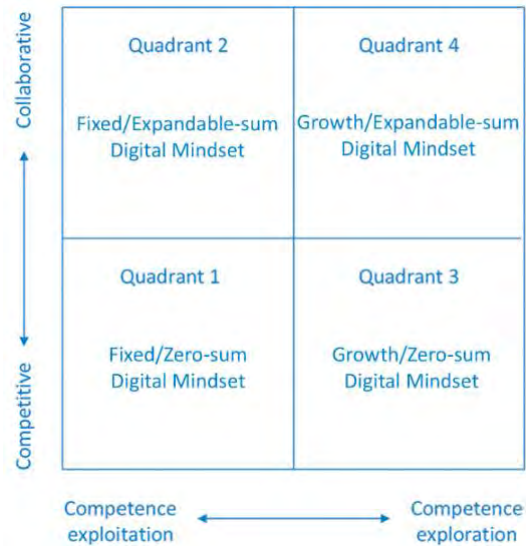 Collaborative
Competitive
Quadrant 2
Fixed/Expandable-sum
Digital Mindset
Quadrant 4
Growth/Expandable-sum
Digital Mindset
Quadrant 1
Fixed/Zero-sum
Digital Mindset
Quadrant 3
Growth/Zero-sum
Digital Mindset
Competence
exploitation
Competence
exploration